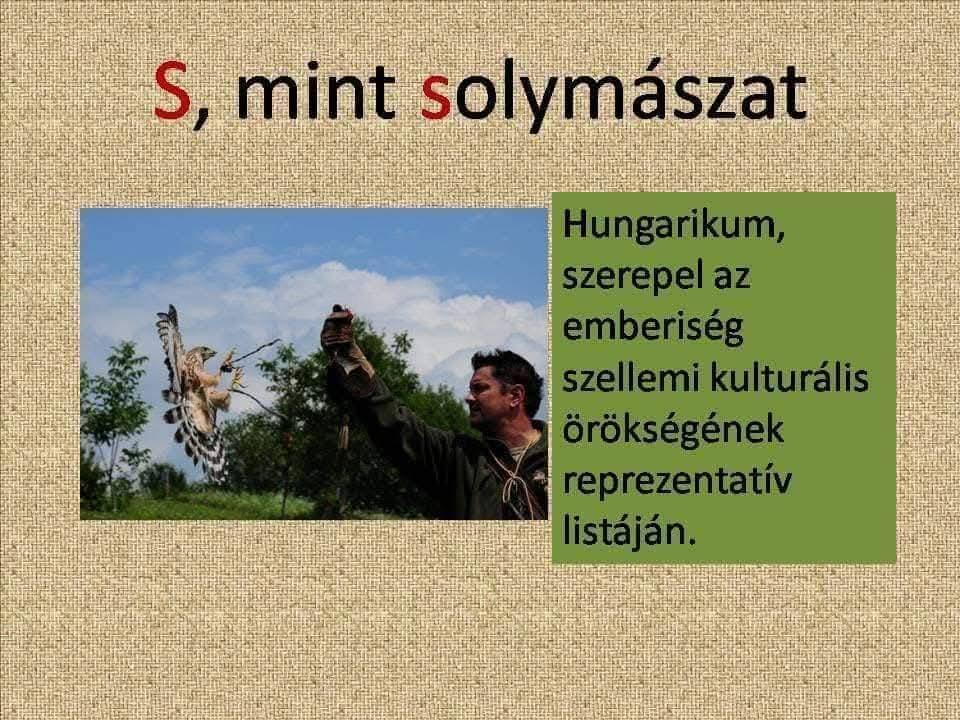 S, mint solymászat
Hungarikum,
szerepel az
emberiség
szellemi kulturális
örökségének
reprezentatív
listáján.